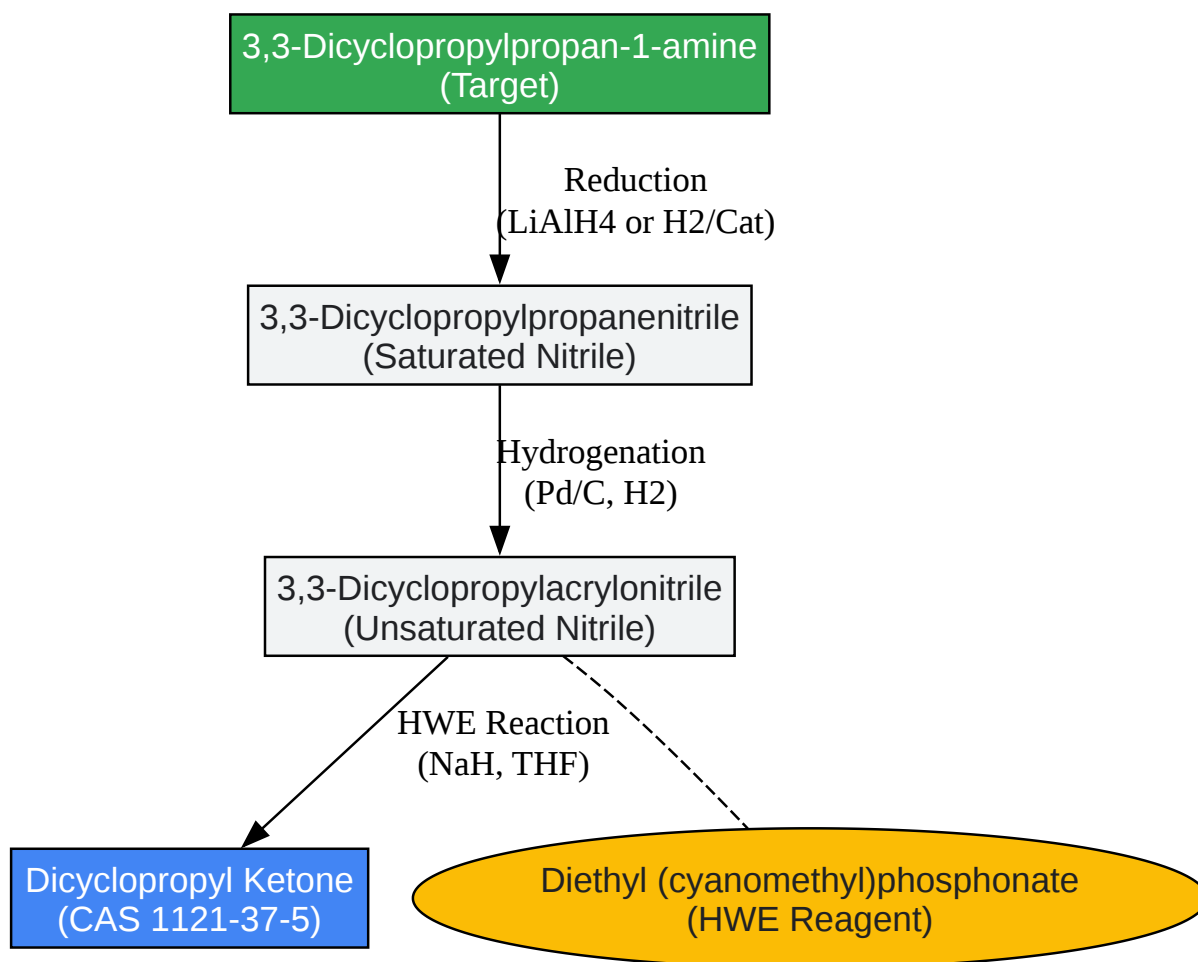 3,3-Dicyclopropylpropan-1-amine
(Target)
Reduction
(LiAlH4 or H2/Cat)
3,3-Dicyclopropylpropanenitrile
(Saturated Nitrile)
Hydrogenation
(Pd/C, H2)
3,3-Dicyclopropylacrylonitrile
(Unsaturated Nitrile)
HWE Reaction
(NaH, THF)
Dicyclopropyl Ketone
(CAS 1121-37-5)
Diethyl (cyanomethyl)phosphonate
(HWE Reagent)